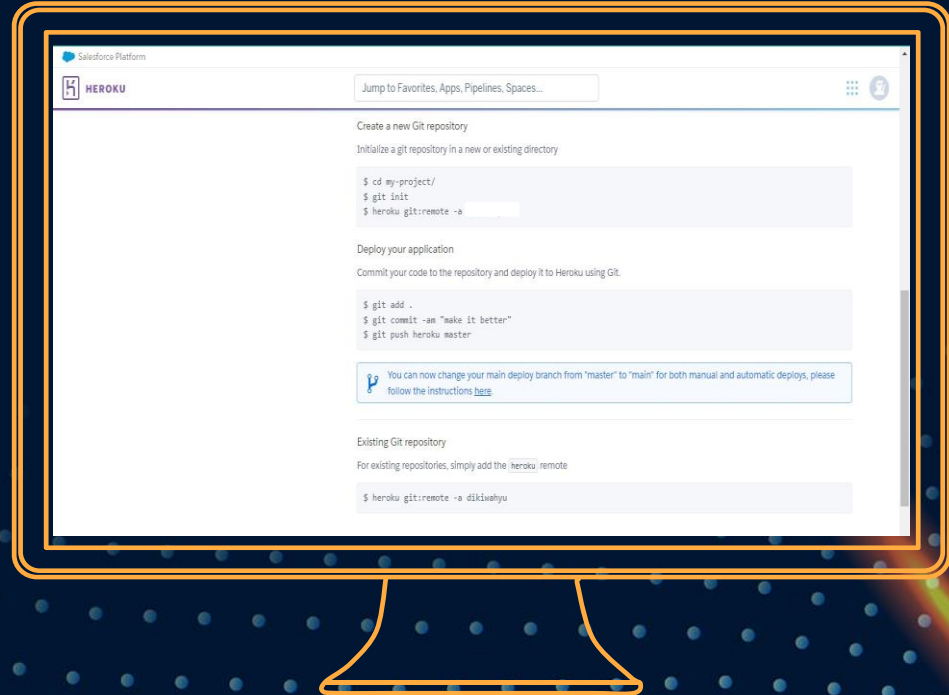 Salesforce Platform
HEROKU
Jump to Favorites, Apps, Pipelines, Spaces...
Create a new Git repository
Initialize a git repository in a new or existing directory
$ cd my-project/
$ git init
$ heroku git:remote -a
Deploy your application
Commit your code to the repository and deploy it to Heroku using Git.
$ git add .
$ git commit -am "make it better"
$ git push heroku master
You can now change your main deploy branch from "master" to "main" for both manual and automatic deploys, please
follow the instructions here.
Existing Git repository
For existing repositories, simply add the heroku remote
$ heroku git:remote -a dikiwahyu